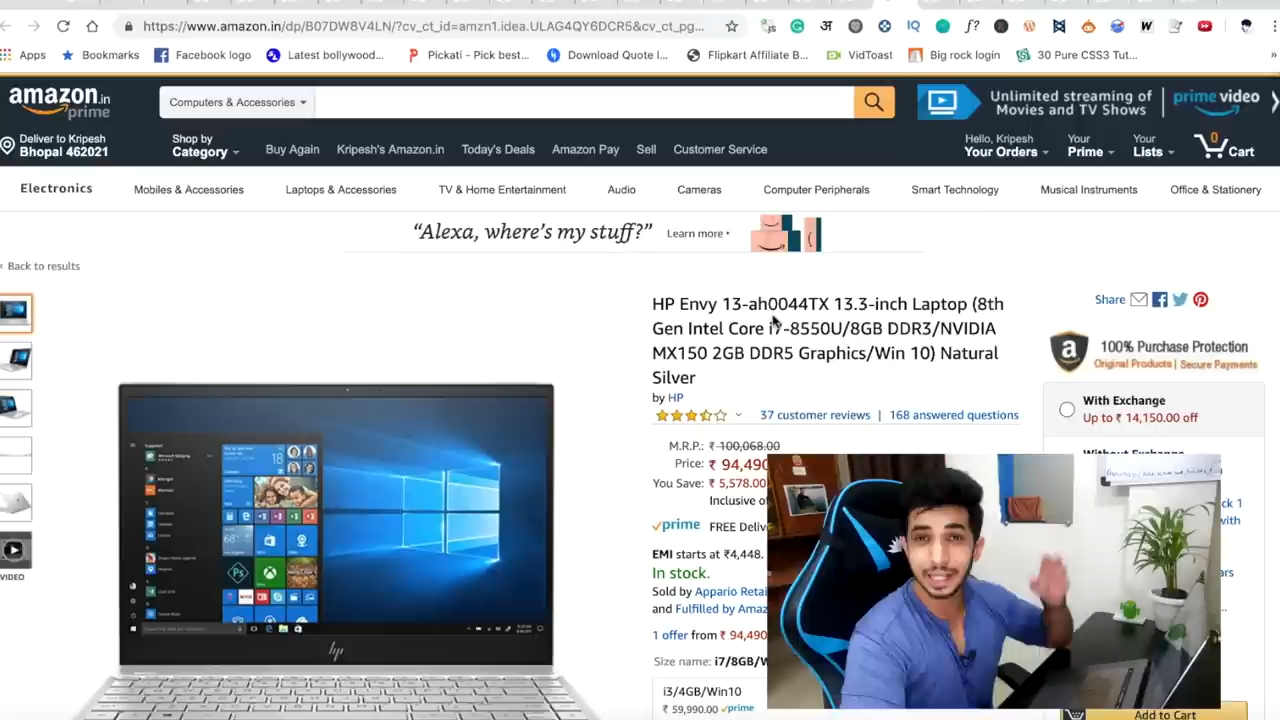 https://www.amazon.in/dp/B07DW8V4LN/?cv_ct_id=amzn1.idea.ULAG4QY6DCR5&cv_ct_pg...
Apps Bookmarks Facebook logo Latest bollywood... Pickati - Pick best... Download Quote I... Flipkart Affiliate B... VidToast Big rock login 30 Pure CSS3 Tut...
amazon.in prime
Computers & Accessories
Unlimited streaming of Movies and TV Shows
prime video
Deliver to Kripesh
Bhopal 462021
Shop by
Category
Buy Again Kripesh's Amazon.in Today's Deals Amazon Pay Sell Customer Service
Hello, Kripesh
Your Orders
Your
Prime
Your
Lists
0
Cart
Electronics Mobiles & Accessories Laptops & Accessories TV & Home Entertainment Audio Cameras Computer Peripherals Smart Technology Musical Instruments Office & Stationery
“Alexa, where's my stuff?” Learn more
Back to results
HP Envy 13-ah0044TX 13.3-inch Laptop (8th
Gen Intel Core i7-8550U/8GB DDR3/NVIDIA
MX150 2GB DDR5 Graphics/Win 10) Natural
Silver
by HP
37 customer reviews | 168 answered questions
M.R.P.: ₹ 100,068.00
Price: ₹ 94,490
You Save: ₹ 5,578.00
Inclusive o
prime FREE Deliv
EMI starts at ₹4,448.
In stock.
Sold by Appario Retai
and Fulfilled by Amaz
1 offer from ₹ 94,490
Size name: i7/8GB/W
i3/4GB/Win10
₹ 59,990.00 prime
VIDEO
hp
Share
100% Purchase Protection
Original Products | Secure Payments
With Exchange
Up to ₹ 14,150.00 off
Without Exchange
ck 1
with
ars
Add to Cart